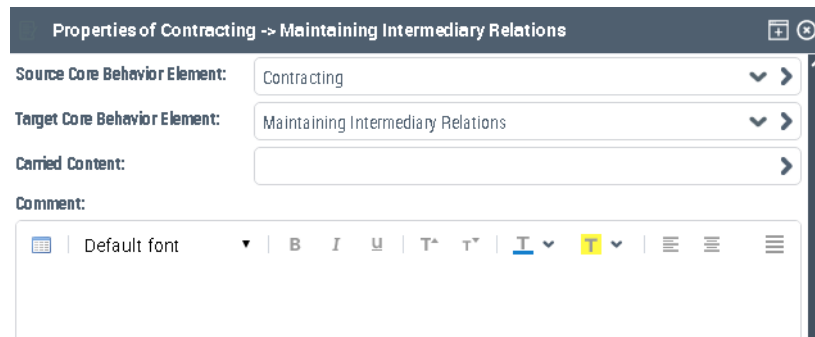 Properties of Contracting -> Maintaining Intermediary Relations
Source Core Behavior Element: Contracting
Target Core Behavior Element: Maintaining Intermediary Relations
Carried Content:
Comment:
Default font B I U T T T T